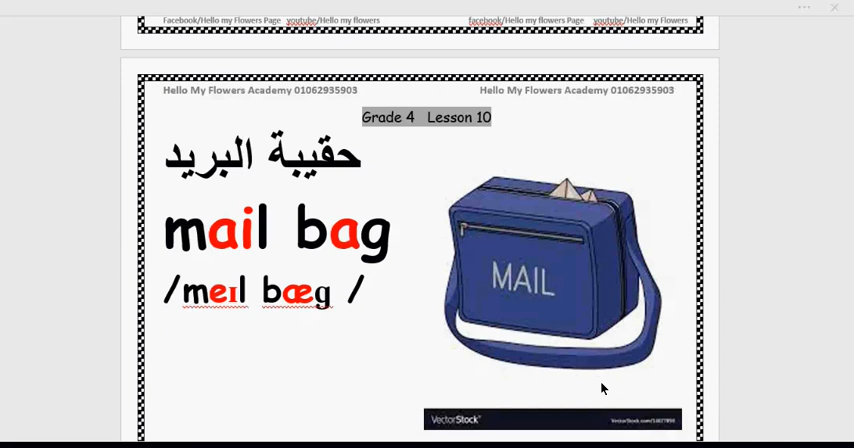 Facebook/Hello my Flowers Page youtube/Hello my flowers
facebook/Hello my flowers Page youtube/Hello my Flowers
Hello My Flowers Academy 01062935903
Hello My Flowers Academy 01062935903
Grade 4 Lesson 10
حقيبة البريد
mail bag
/meɪl bæg /
MAIL
VectorStock®